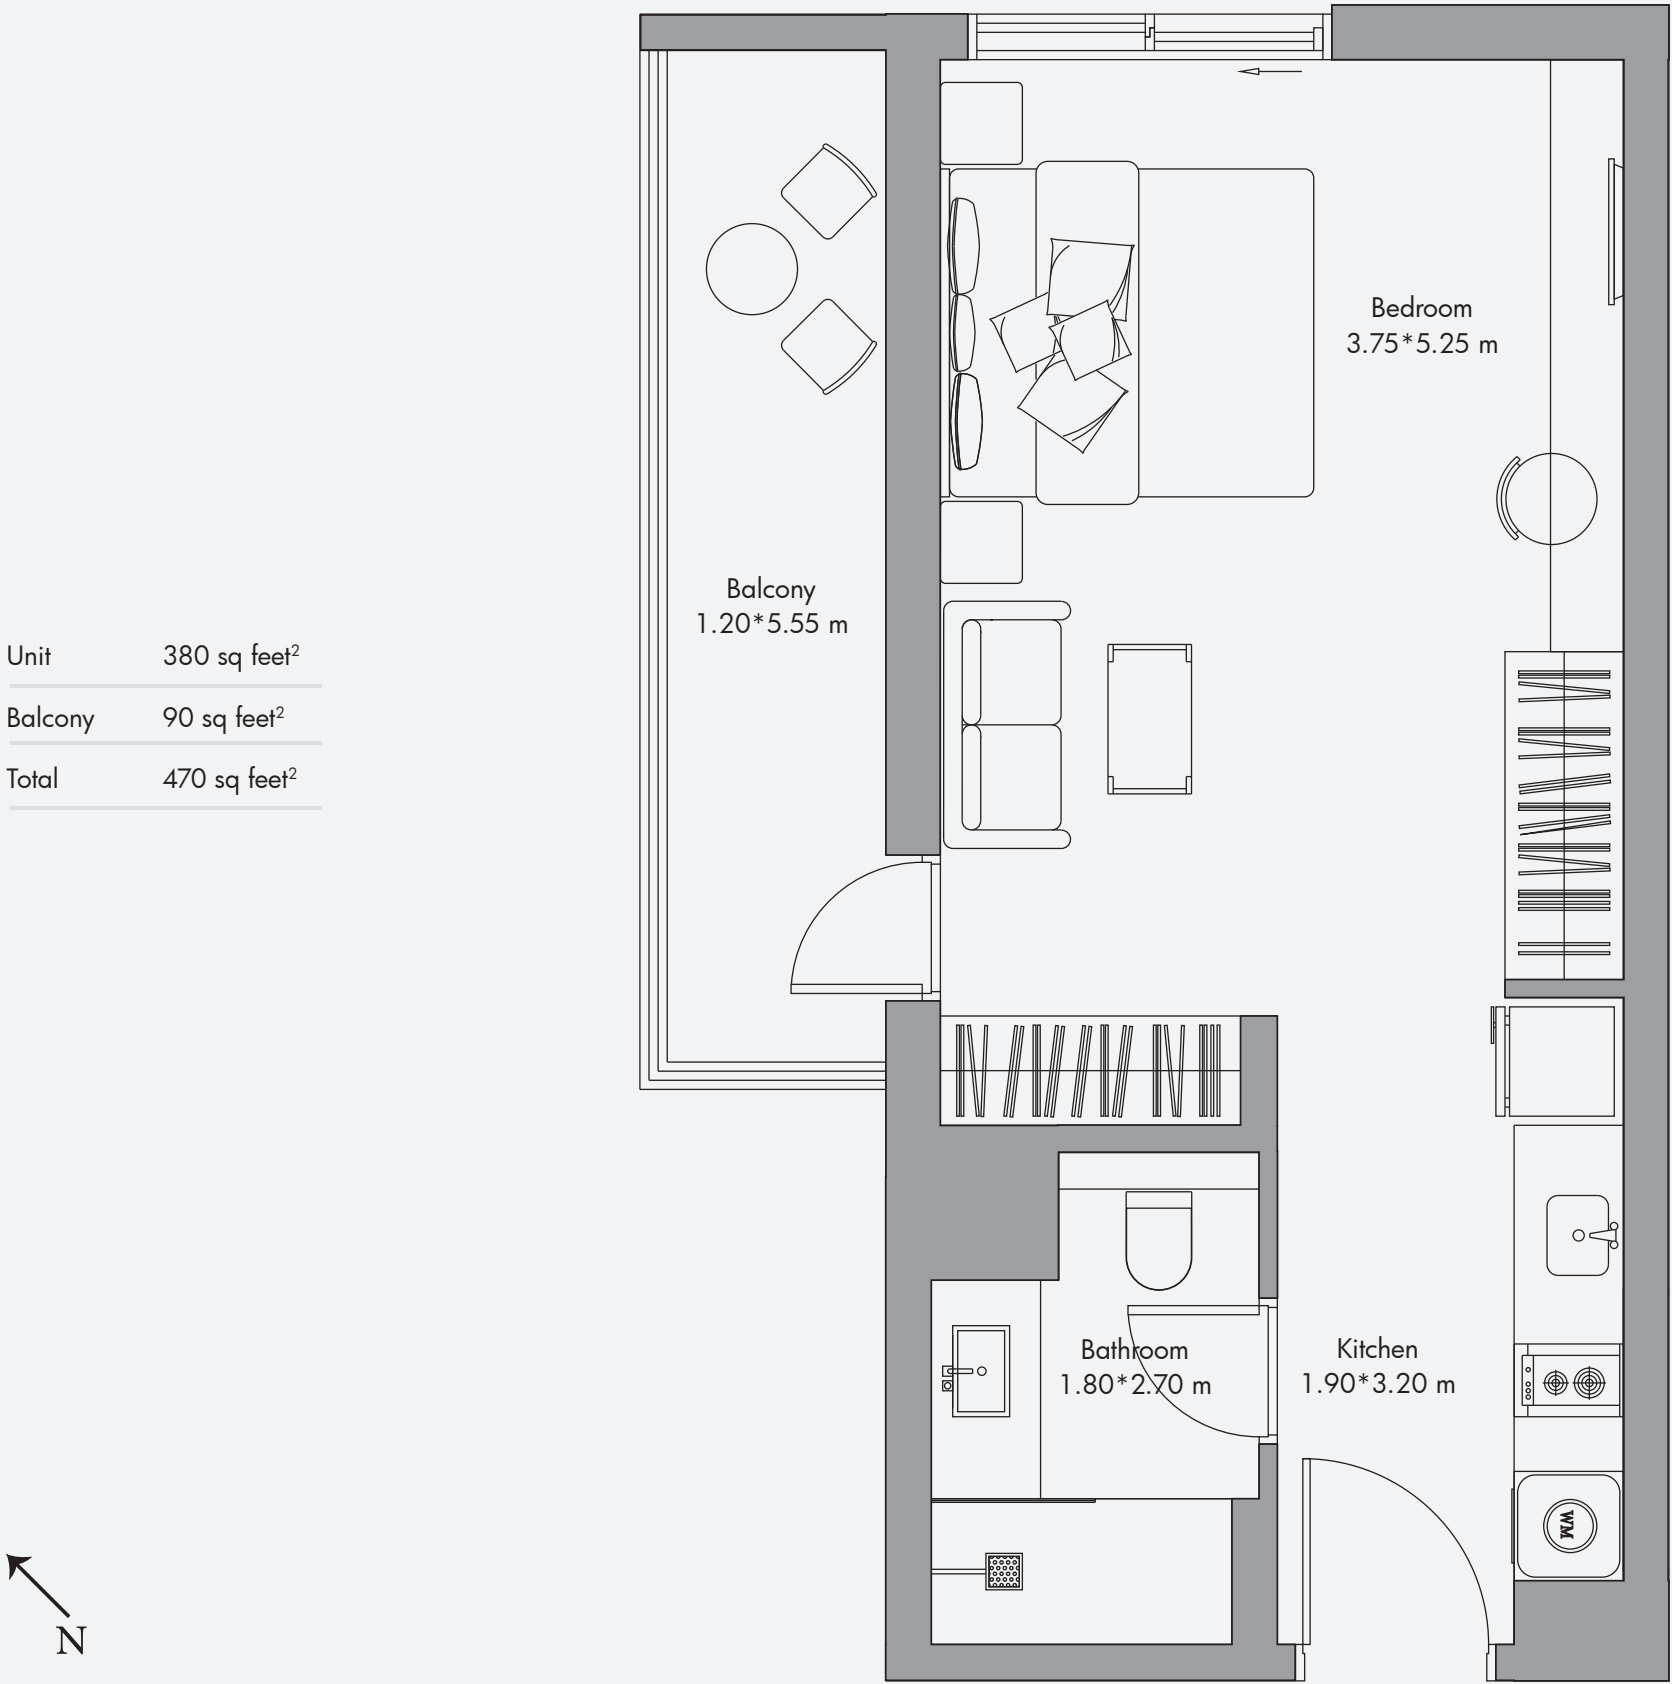 Bedroom
3.75*5.25 m
Balcony
1.20*5.55 m
Unit 380 sq feet²
Balcony 90 sq feet²
Total 470 sq feet²
Bathroom
1.80*2.70 m
Kitchen
1.90*3.20 m
WM
N